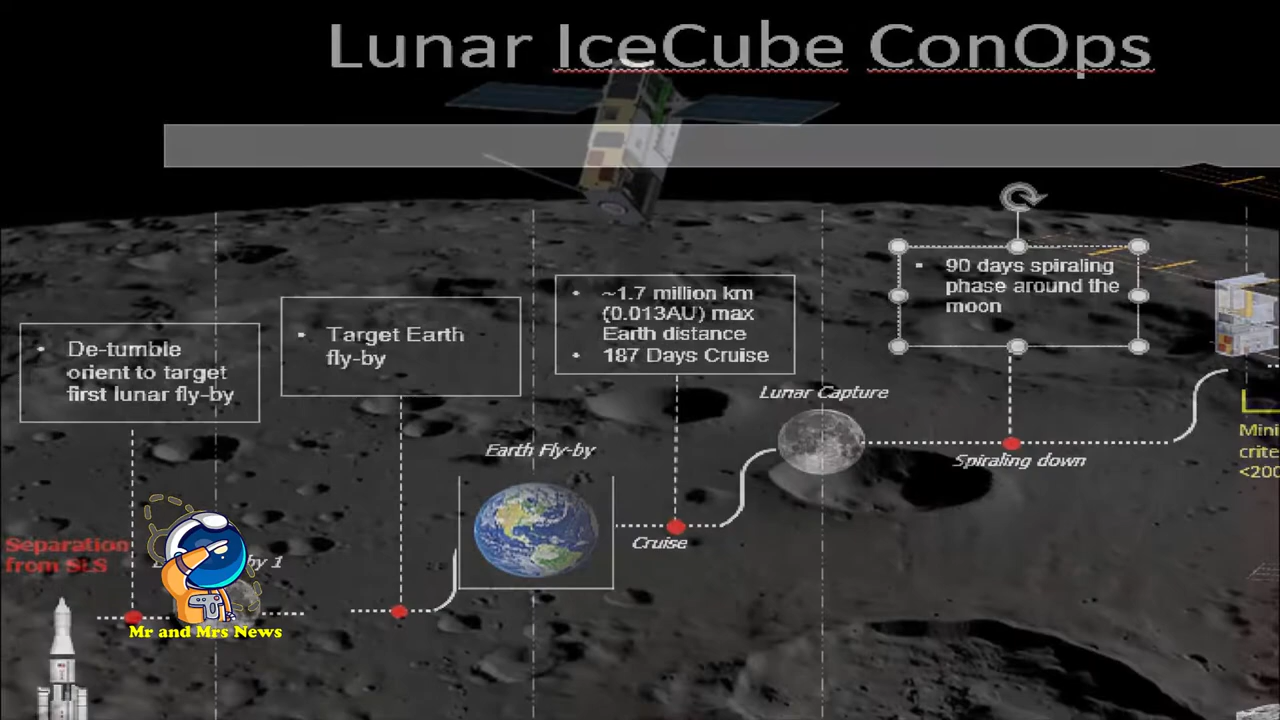 Lunar IceCube ConOps
De-tumble
orient to target
first lunar fly-by
Target Earth
fly-by
~1.7 million km
(0.013AU) max
Earth distance
187 Days Cruise
90 days spiraling
phase around the
moon
Lunar Capture
Earth Fly-by
Cruise
Spiraling down
Mini
crite
<200
Separation
from SLS
by 1
Mr and Mrs News